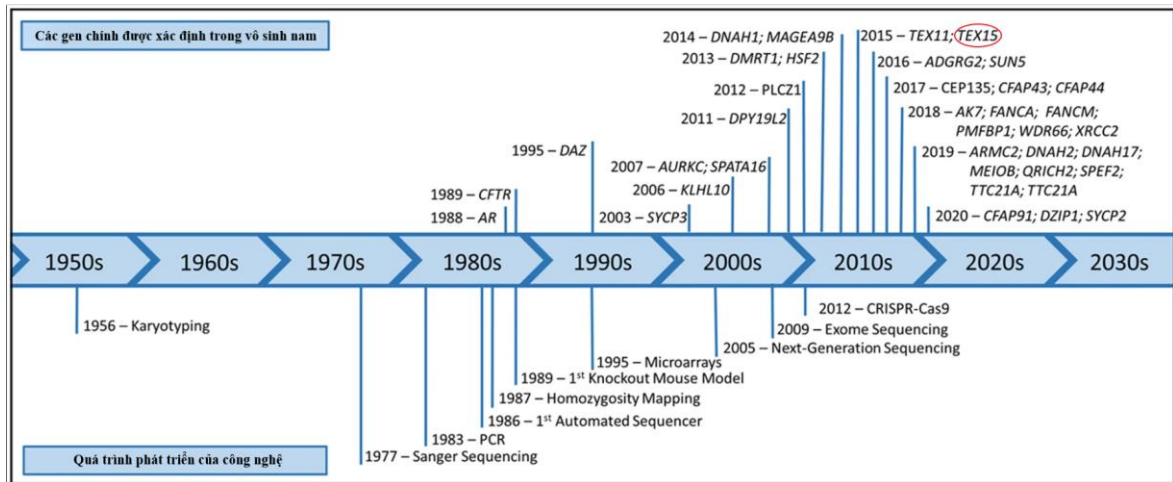 Các gen chính được xác định trong vô sinh nam
2014 – DNAH1; MAGEA9B
2013 – DMRT1; HSF2
2012 – PLCZ1
2011 – DPY19L2
1995 – DAZ
2007 – AURKC; SPATA16
2006 – KLHL10
1989 – CFTR
1988 – AR
2003 – SYCP3
2015 – TEX11; TEX15
2016 – ADGRG2; SUN5
2017 – CEP135; CFAP43; CFAP44
2018 – AK7; FANCA; FANCM;
PMFBP1; WDR66; XRCC2
2019 – ARMC2; DNAH2; DNAH17;
MEIOB; QRICH2; SPEF2;
TTC21A; TTC21A
2020 – CFAP91; DZIP1; SYCP2
1950s
1960s
1970s
1980s
1990s
2000s
2010s
2020s
2030s
1956 – Karyotyping
2012 – CRISPR-Cas9
2009 – Exome Sequencing
2005 – Next-Generation Sequencing
1995 – Microarrays
1989 – 1st Knockout Mouse Model
1987 – Homozygosity Mapping
1986 – 1st Automated Sequencer
1983 – PCR
1977 – Sanger Sequencing
Quá trình phát triển của công nghệ